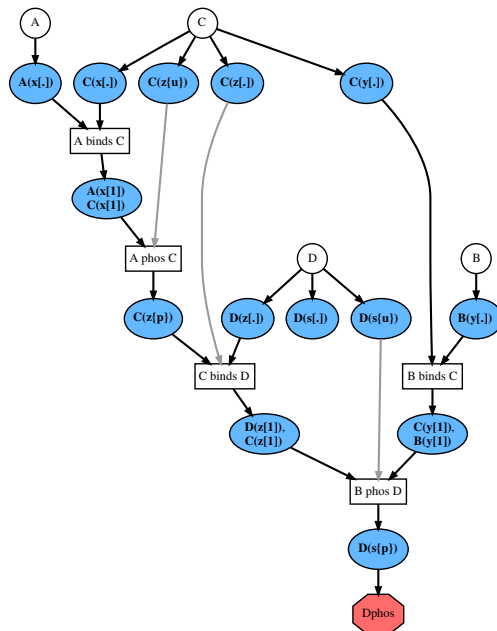 A
C
A(x[.])
C(x[.])
C(z{u})
C(z[.])
C(y[.])
A binds C
A(x[1])
C(x[1])
A phos C
D
B
C(z{p})
D(z[.])
D(s[.])
D(s{u})
B(y[.])
C binds D
B binds C
D(z[1]),
C(z[1])
C(y[1]),
B(y[1])
B phos D
D(s{p})
Dphos